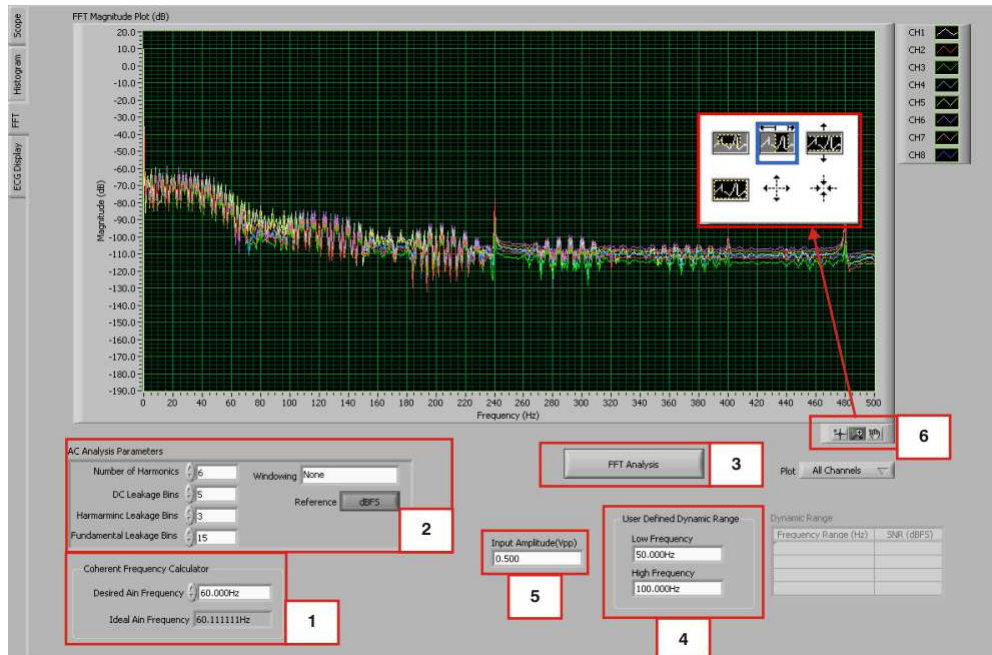 FFT Magnitude Plot (dB)
Scope
Histogram
FFT
ECG Display
Magnitude (dB)
20.0
10.0
0.0
-10.0
-20.0
-30.0
-40.0
-50.0
-60.0
-70.0
-80.0
-90.0
-100.0
-110.0
-120.0
-130.0
-140.0
-150.0
-160.0
-170.0
-180.0
-190.0
0 20 40 60 80 100 120 140 160 180 200 220 240 260 280 300 320 340 360 380 400 420 440 460 480 500
Frequency (Hz)
CH1
CH2
CH3
CH4
CH5
CH6
CH7
CH8
6
Plot All Channels
AC Analysis Parameters
Number of Harmonics 6
DC Leakage Bins 5
Harmarminc Leakage Bins 3
Fundamental Leakage Bins 15
Windowing None
Reference dBFS
2
FFT Analysis
3
Coherent Frequency Calculator
Desired Ain Frequency 60.000Hz
Ideal Ain Frequency 60.111111Hz
1
Input Amplitude(Vpp)
0.500
5
User Defined Dynamic Range
Low Frequency
50.000Hz
High Frequency
100.000Hz
4
Dynamic Range
Frequency Range (Hz) SNR (dBFS)